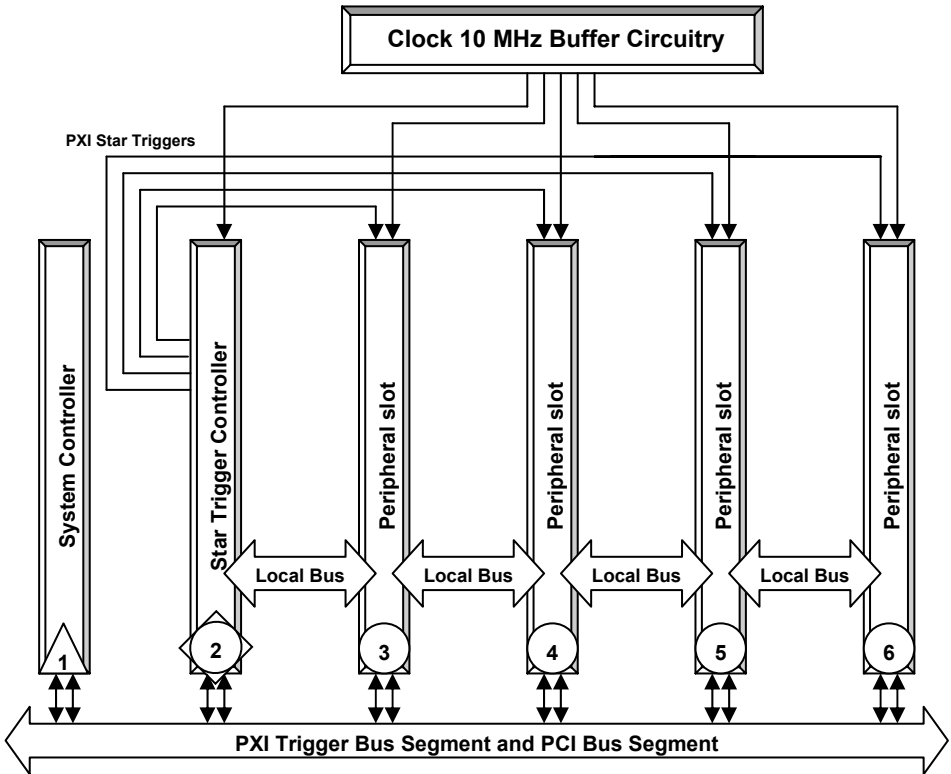 Clock 10 MHz Buffer Circuitry
PXI Star Triggers
System Controller
Star Trigger Controller
Peripheral slot
Peripheral slot
Peripheral slot
Peripheral slot
Local Bus
Local Bus
Local Bus
Local Bus
1
2
3
4
5
6
PXI Trigger Bus Segment and PCI Bus Segment